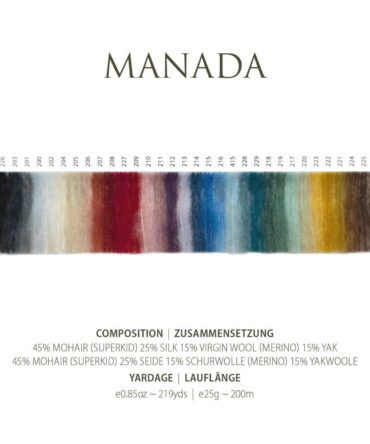 MANADA
226 203 201 200 202 204 205 206 208 227 209 210 211 212 213 214 215 216 415 228 229 218 219 217 220 223 222 221 224 225
COMPOSITION | ZUSAMMENSETZUNG
45% MOHAIR (SUPERKID) 25% SILK 15% VIRGIN WOOL (MERINO) 15% YAK
45% MOHAIR (SUPERKID) 25% SEIDE 15% SCHURWOLLE (MERINO) 15% YAKWOOLE
YARDAGE | LAUFLÄNGE
e0.85oz ~ 219yds | e25g ~ 200m